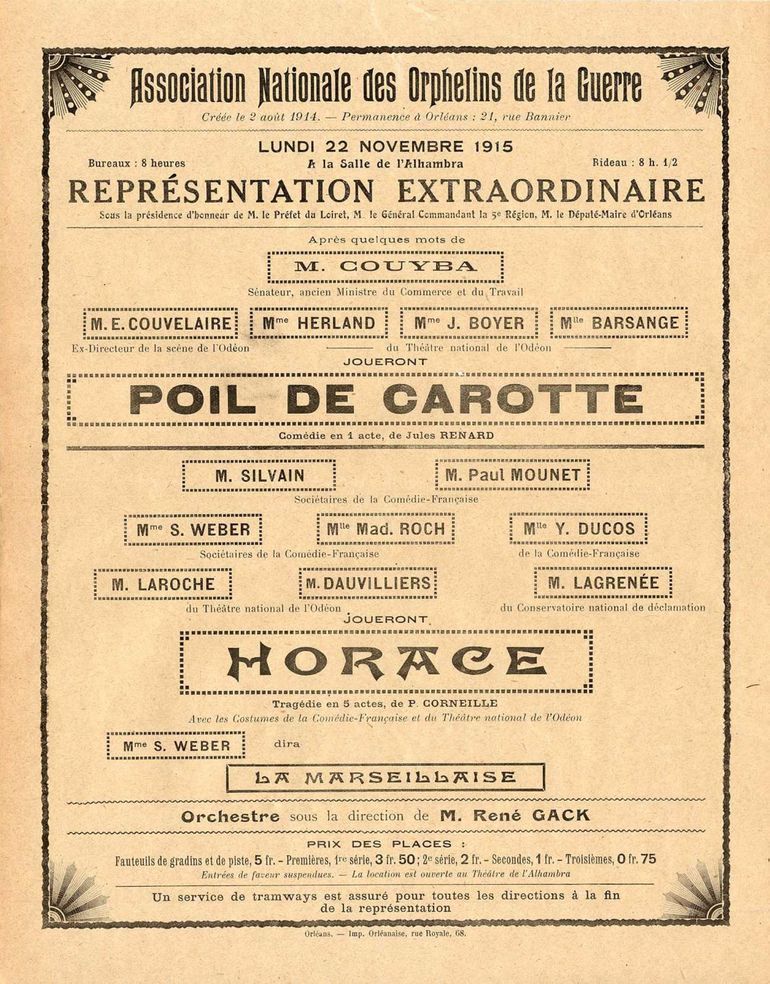 Association Nationale des Orphelins de la Guerre
Créée le 2 août 1914. — Permanence à Orléans : 21, rue Bannier
LUNDI 22 NOVEMBRE 1915
Bureaux : 8 heures A la Salle de l'Alhambra Rideau : 8 h. 1/2
REPRÉSENTATION EXTRAORDINAIRE
Sous la présidence d'honneur de M. le Préfet du Loiret, M. le Général Commandant la 5e Région, M. le Député-Maire d'Orléans
Après quelques mots de
M. COUYBA
Sénateur, ancien Ministre du Commerce et du Travail
M. E. COUVELAIRE Mme HERLAND Mme J. BOYER Mlle BARSANGE
Ex-Directeur de la scène de l'Odéon — du Théâtre national de l'Odéon —
JOUERONT
POIL DE CAROTTE
Comédie en 1 acte, de Jules RENARD
M. SILVAIN M. Paul MOUNET
Sociétaires de la Comédie-Française
Mme S. WEBER Mlle Mad. ROCH Mlle Y. DUCOS
Sociétaires de la Comédie-Française de la Comédie-Française
M. LAROCHE M. DAUVILLIERS M. LAGRENÉE
du Théâtre national de l'Odéon du Conservatoire national de déclamation
JOUERONT
HORACE
Tragédie en 5 actes, de P. CORNEILLE
Avec les Costumes de la Comédie-Française et du Théâtre national de l'Odéon
Mme S. WEBER dira
LA MARSEILLAISE
Orchestre sous la direction de M. René GACK
PRIX DES PLACES :
Fauteuils de gradins et de piste, 5 fr. - Premières, 1re série, 3 fr. 50 ; 2e série, 2 fr. - Secondes, 1 fr. - Troisièmes, 0 fr. 75
Entrées de faveur suspendues. — La location est ouverte au Théâtre de l'Alhambra
Un service de tramways est assuré pour toutes les directions à la fin
de la représentation
Orléans. — Imp. Orléanaise, rue Royale, 68.